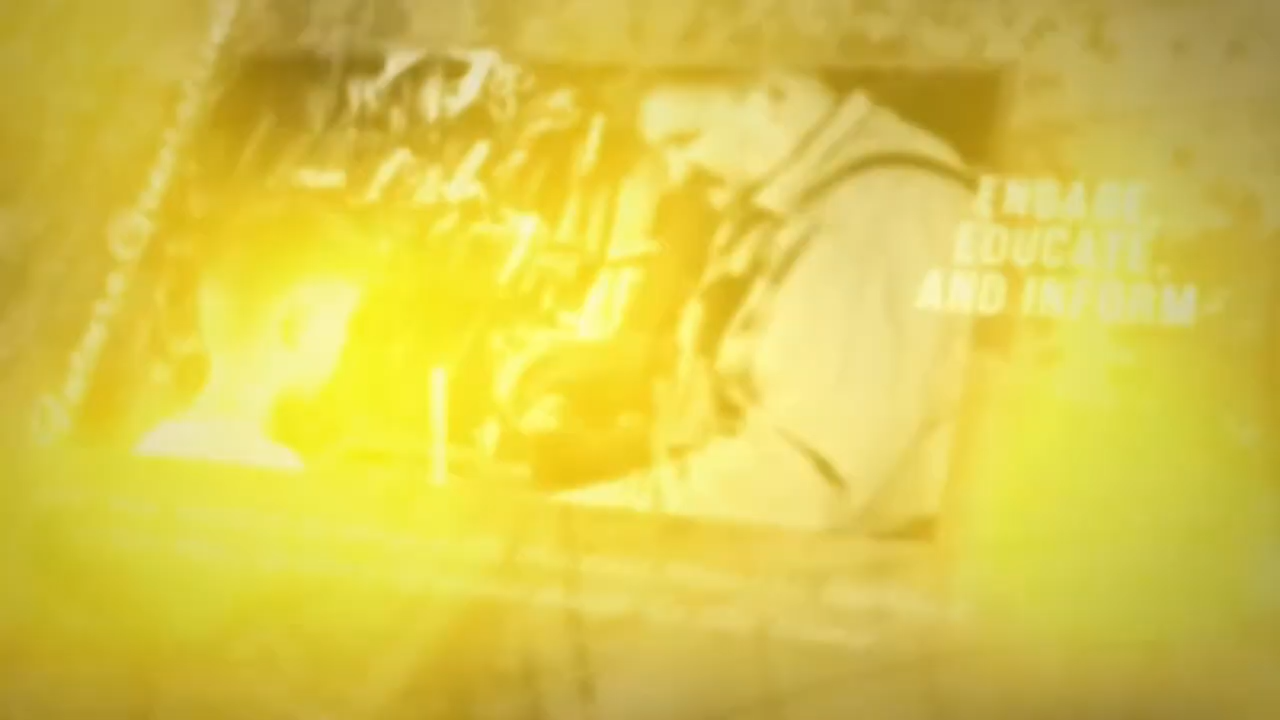 ENGAGE,
EDUCATE,
AND INFORM